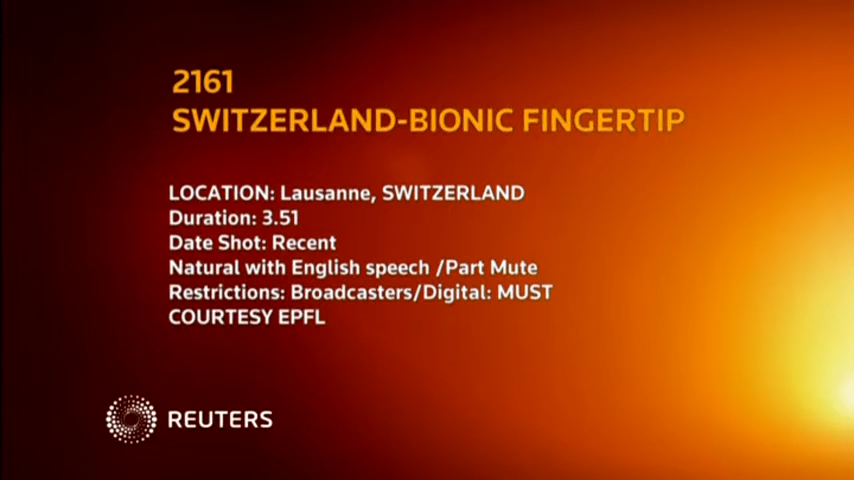 2161
SWITZERLAND-BIONIC FINGERTIP
LOCATION: Lausanne, SWITZERLAND
Duration: 3.51
Date Shot: Recent
Natural with English speech /Part Mute
Restrictions: Broadcasters/Digital: MUST
COURTESY EPFL
REUTERS